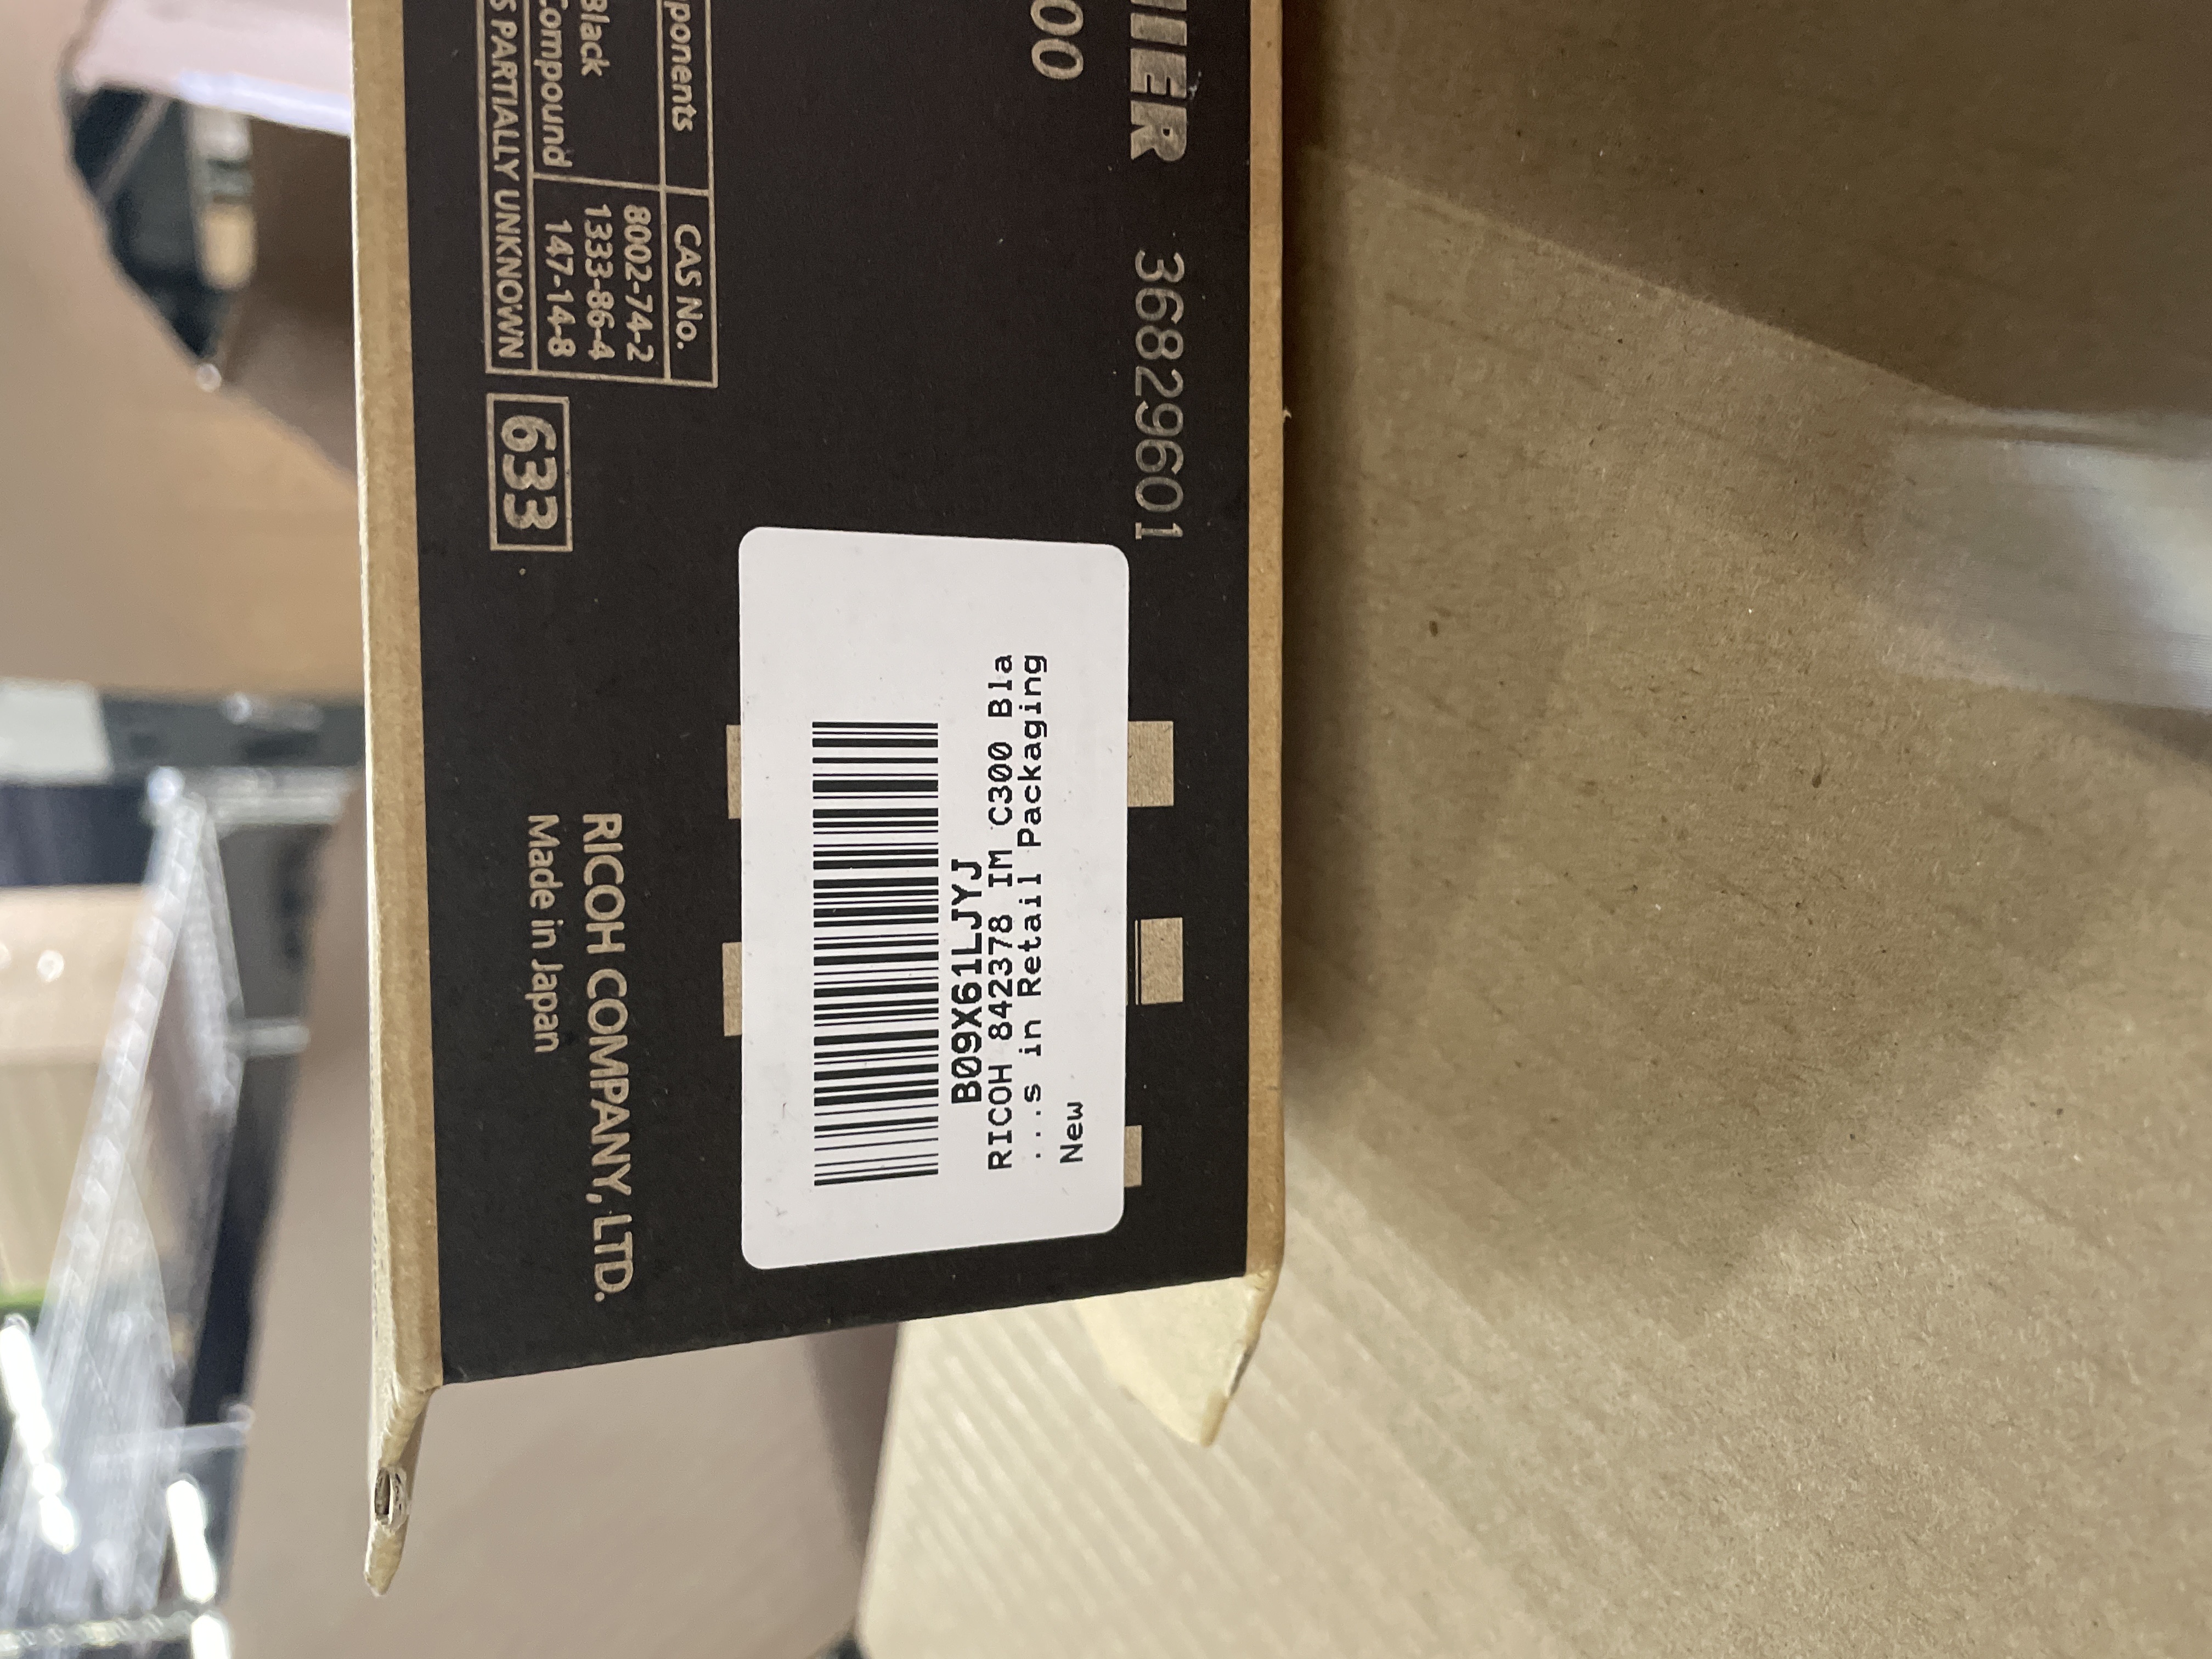 IER 36829601
00
ponents CAS No.
8002-74-2
Black 1333-86-4
Compound 147-14-8
S PARTIALLY UNKNOWN
633
RICOH COMPANY, LTD.
Made in Japan
B09X61LJYJ
RICOH 842378 IM C300 Bla
....s in Retail Packaging
New